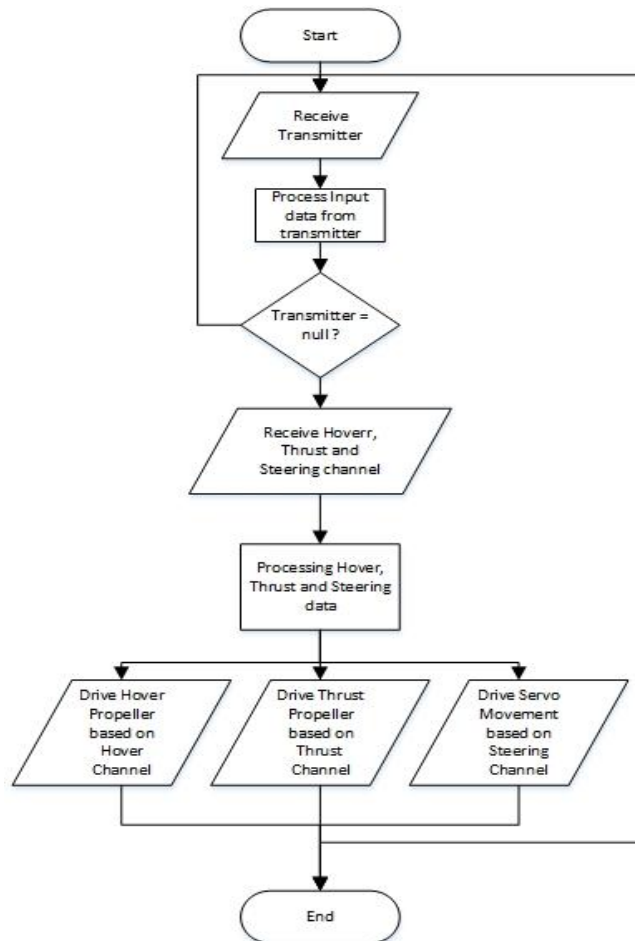 Start
Receive
Transmitter
Process Input
data from
transmitter
Transmitter =
null ?
Receive Hoverr,
Thrust and
Steering channel
Processing Hover,
Thrust and Steering
data
Drive Hover
Propeller
based on
Hover
Channel
Drive Thrust
Propeller
based on
Thrust
Channel
Drive Servo
Movement
based on
Steering
Channel
End